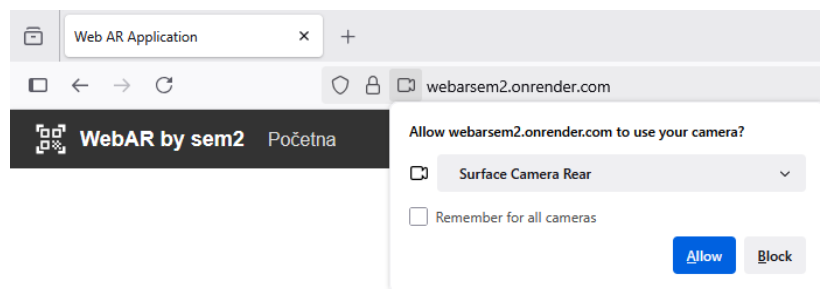 Web AR Application
webarsem2.onrender.com
WebAR by sem2 Početna
Allow webarsem2.onrender.com to use your camera?
Surface Camera Rear
Remember for all cameras
Allow Block